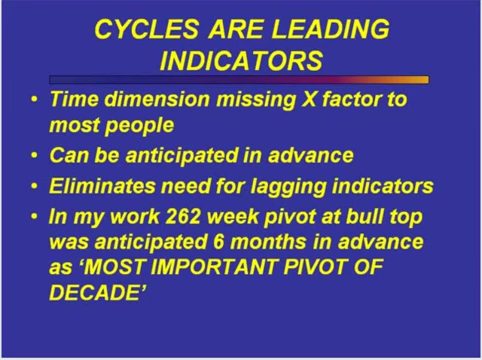 CYCLES ARE LEADING
INDICATORS
• Time dimension missing X factor to
most people
• Can be anticipated in advance
• Eliminates need for lagging indicators
• In my work 262 week pivot at bull top
was anticipated 6 months in advance
as ‘MOST IMPORTANT PIVOT OF
DECADE’